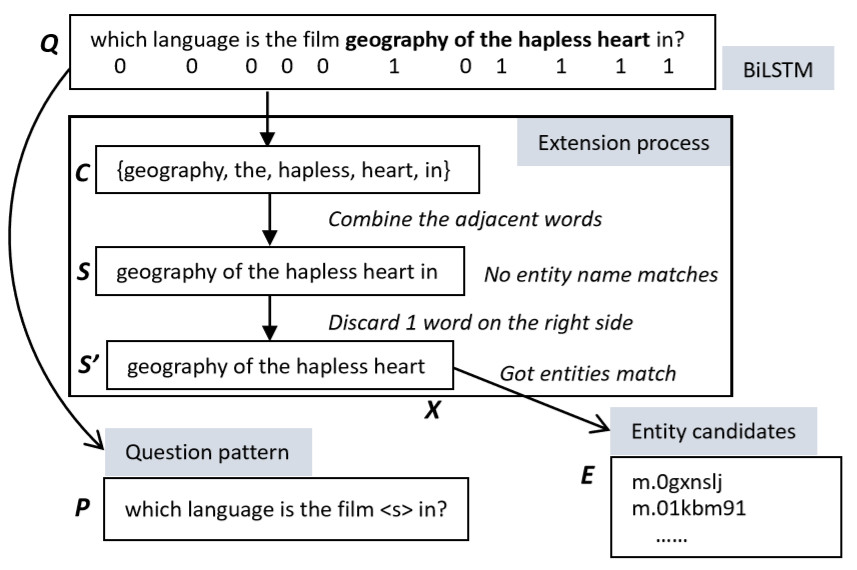 Q
which language is the film geography of the hapless heart in?
0 0 0 0 0 1 0 1 1 1 1
BiLSTM
Extension process
C
{geography, the, hapless, heart, in}
Combine the adjacent words
S
geography of the hapless heart in
No entity name matches
Discard 1 word on the right side
S’
geography of the hapless heart
Got entities match
X
Entity candidates
E
m.0gxnslj
m.01kbm91
......
Question pattern
P
which language is the film <s> in?